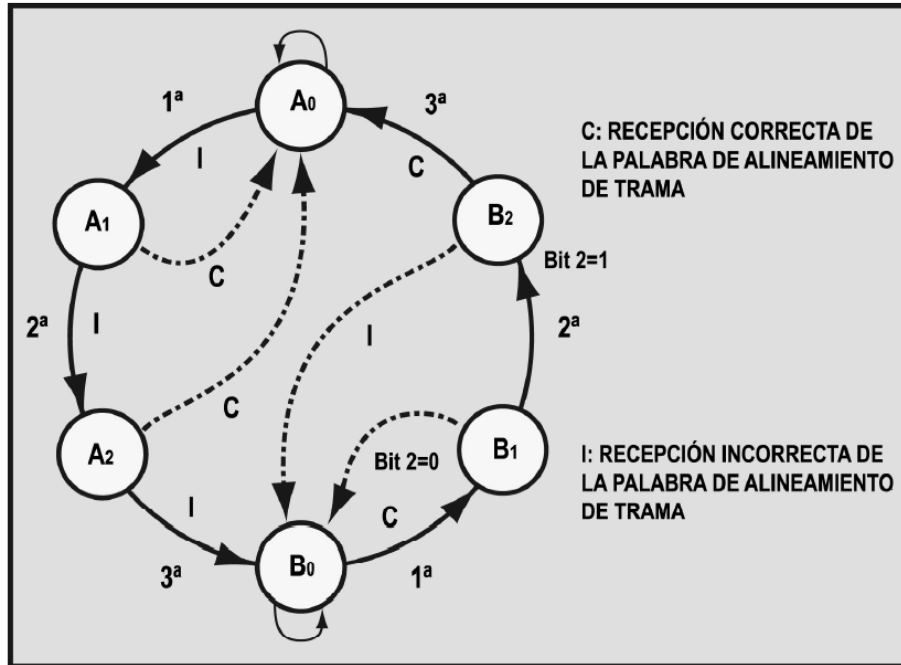 A0
1ª
I
3ª
C
A1
C
B2
Bit 2=1
2ª
I
I
2ª
C
A2
Bit 2=0
B1
I
C
3ª
B0
1ª
C: RECEPCIÓN CORRECTA DE
LA PALABRA DE ALINEAMIENTO
DE TRAMA
I: RECEPCIÓN INCORRECTA DE
LA PALABRA DE ALINEAMIENTO
DE TRAMA